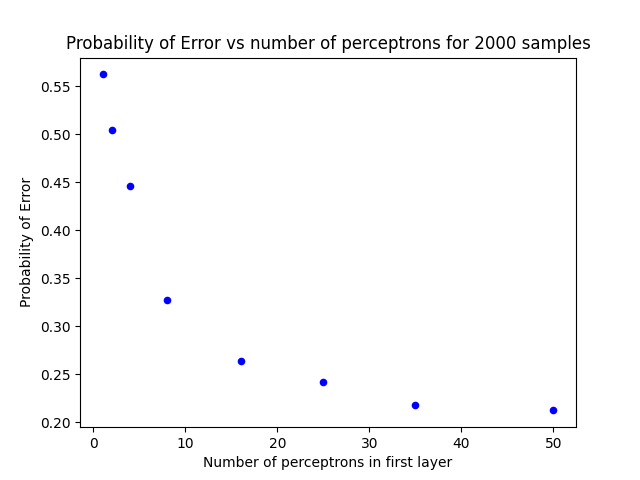 Probability of Error vs number of perceptrons for 2000 samples
0.55
0.50
0.45
0.40
0.35
0.30
0.25
0.20
Probability of Error
0 10 20 30 40 50
Number of perceptrons in first layer